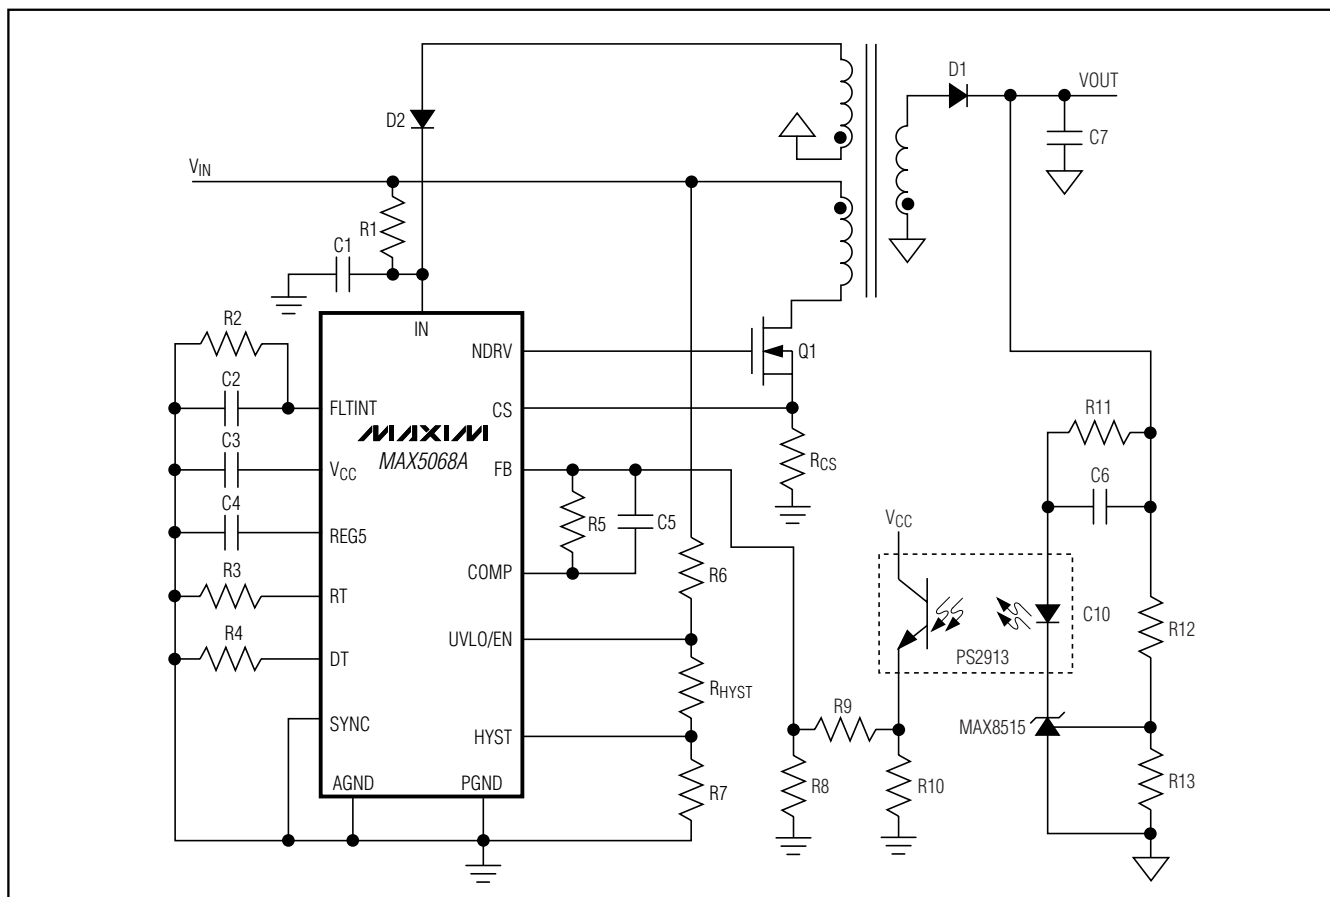 D1
VOUT
D2
C7
VIN
R1
C1
IN
R2
NDRV
Q1
C2
FLTINT
CS
R11
MAXIM
C3
MAX5068A
RCS
VCC
FB
C6
C4
R5
C5
VCC
REG5
R3
COMP
R6
RT
C10
R4
UVLO/EN
R12
DT
PS2913
RHYST
R9
SYNC
HYST
MAX8515
AGND
PGND
R7
R8
R10
R13